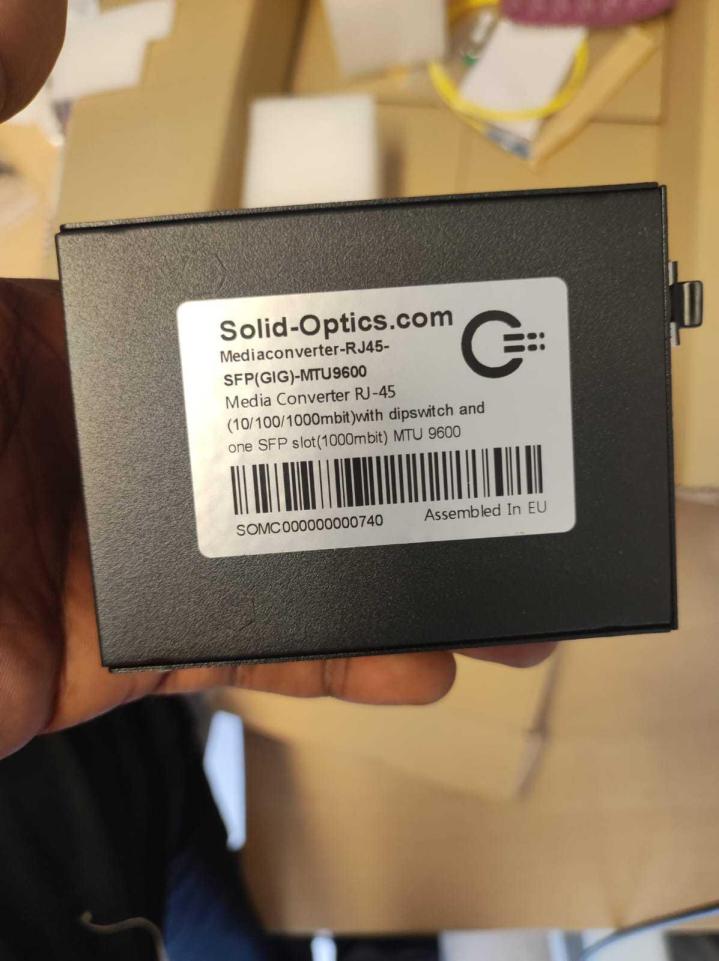 Solid-Optics.com
Mediaconverter-RJ45-
SFP(GIG)-MTU9600
Media Converter RJ-45
(10/100/1000mbit)with dipswitch and
one SFP slot(1000mbit) MTU 9600
SOMC000000000740
Assembled In EU